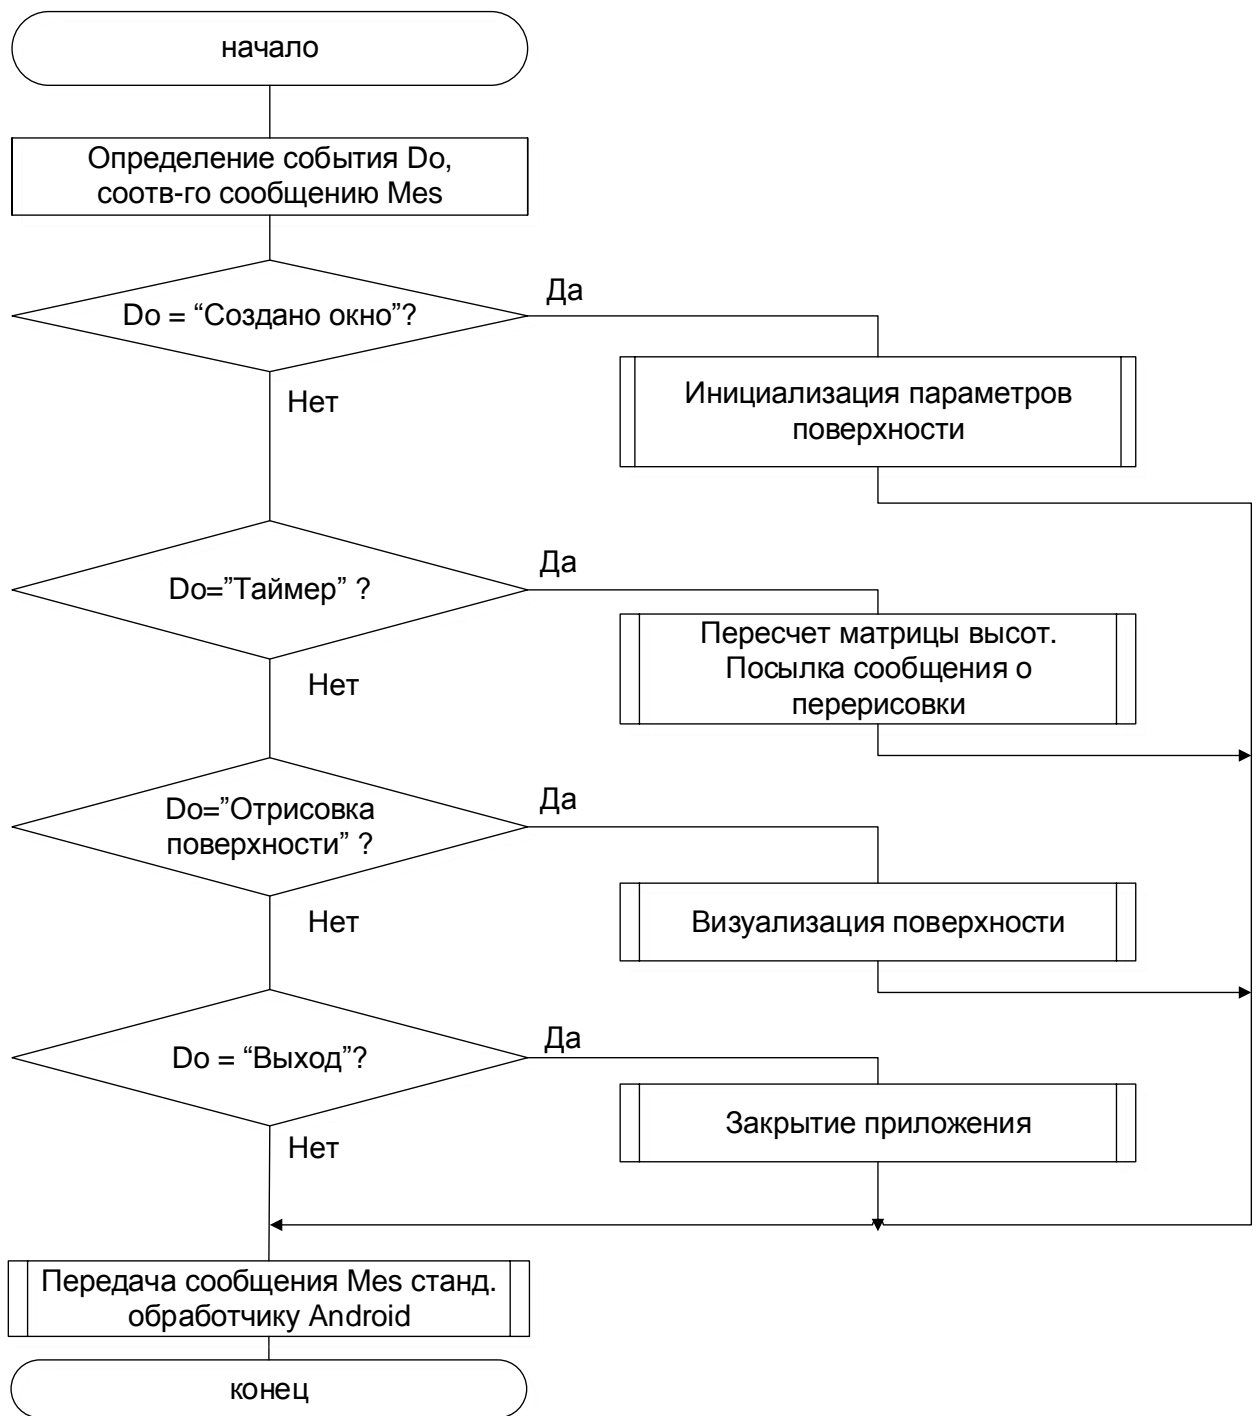 начало
Определение события Do,
соотв-го сообщению Mes
Do = “Создано окно”?
Да
Нет
Инициализация параметров
поверхности
Do=”Таймер” ?
Да
Нет
Пересчет матрицы высот.
Посылка сообщения о
перерисовки
Do=”Отрисовка
поверхности” ?
Да
Нет
Визуализация поверхности
Do = “Выход”?
Да
Нет
Закрытие приложения
Передача сообщения Mes станд.
обработчику Android
конец